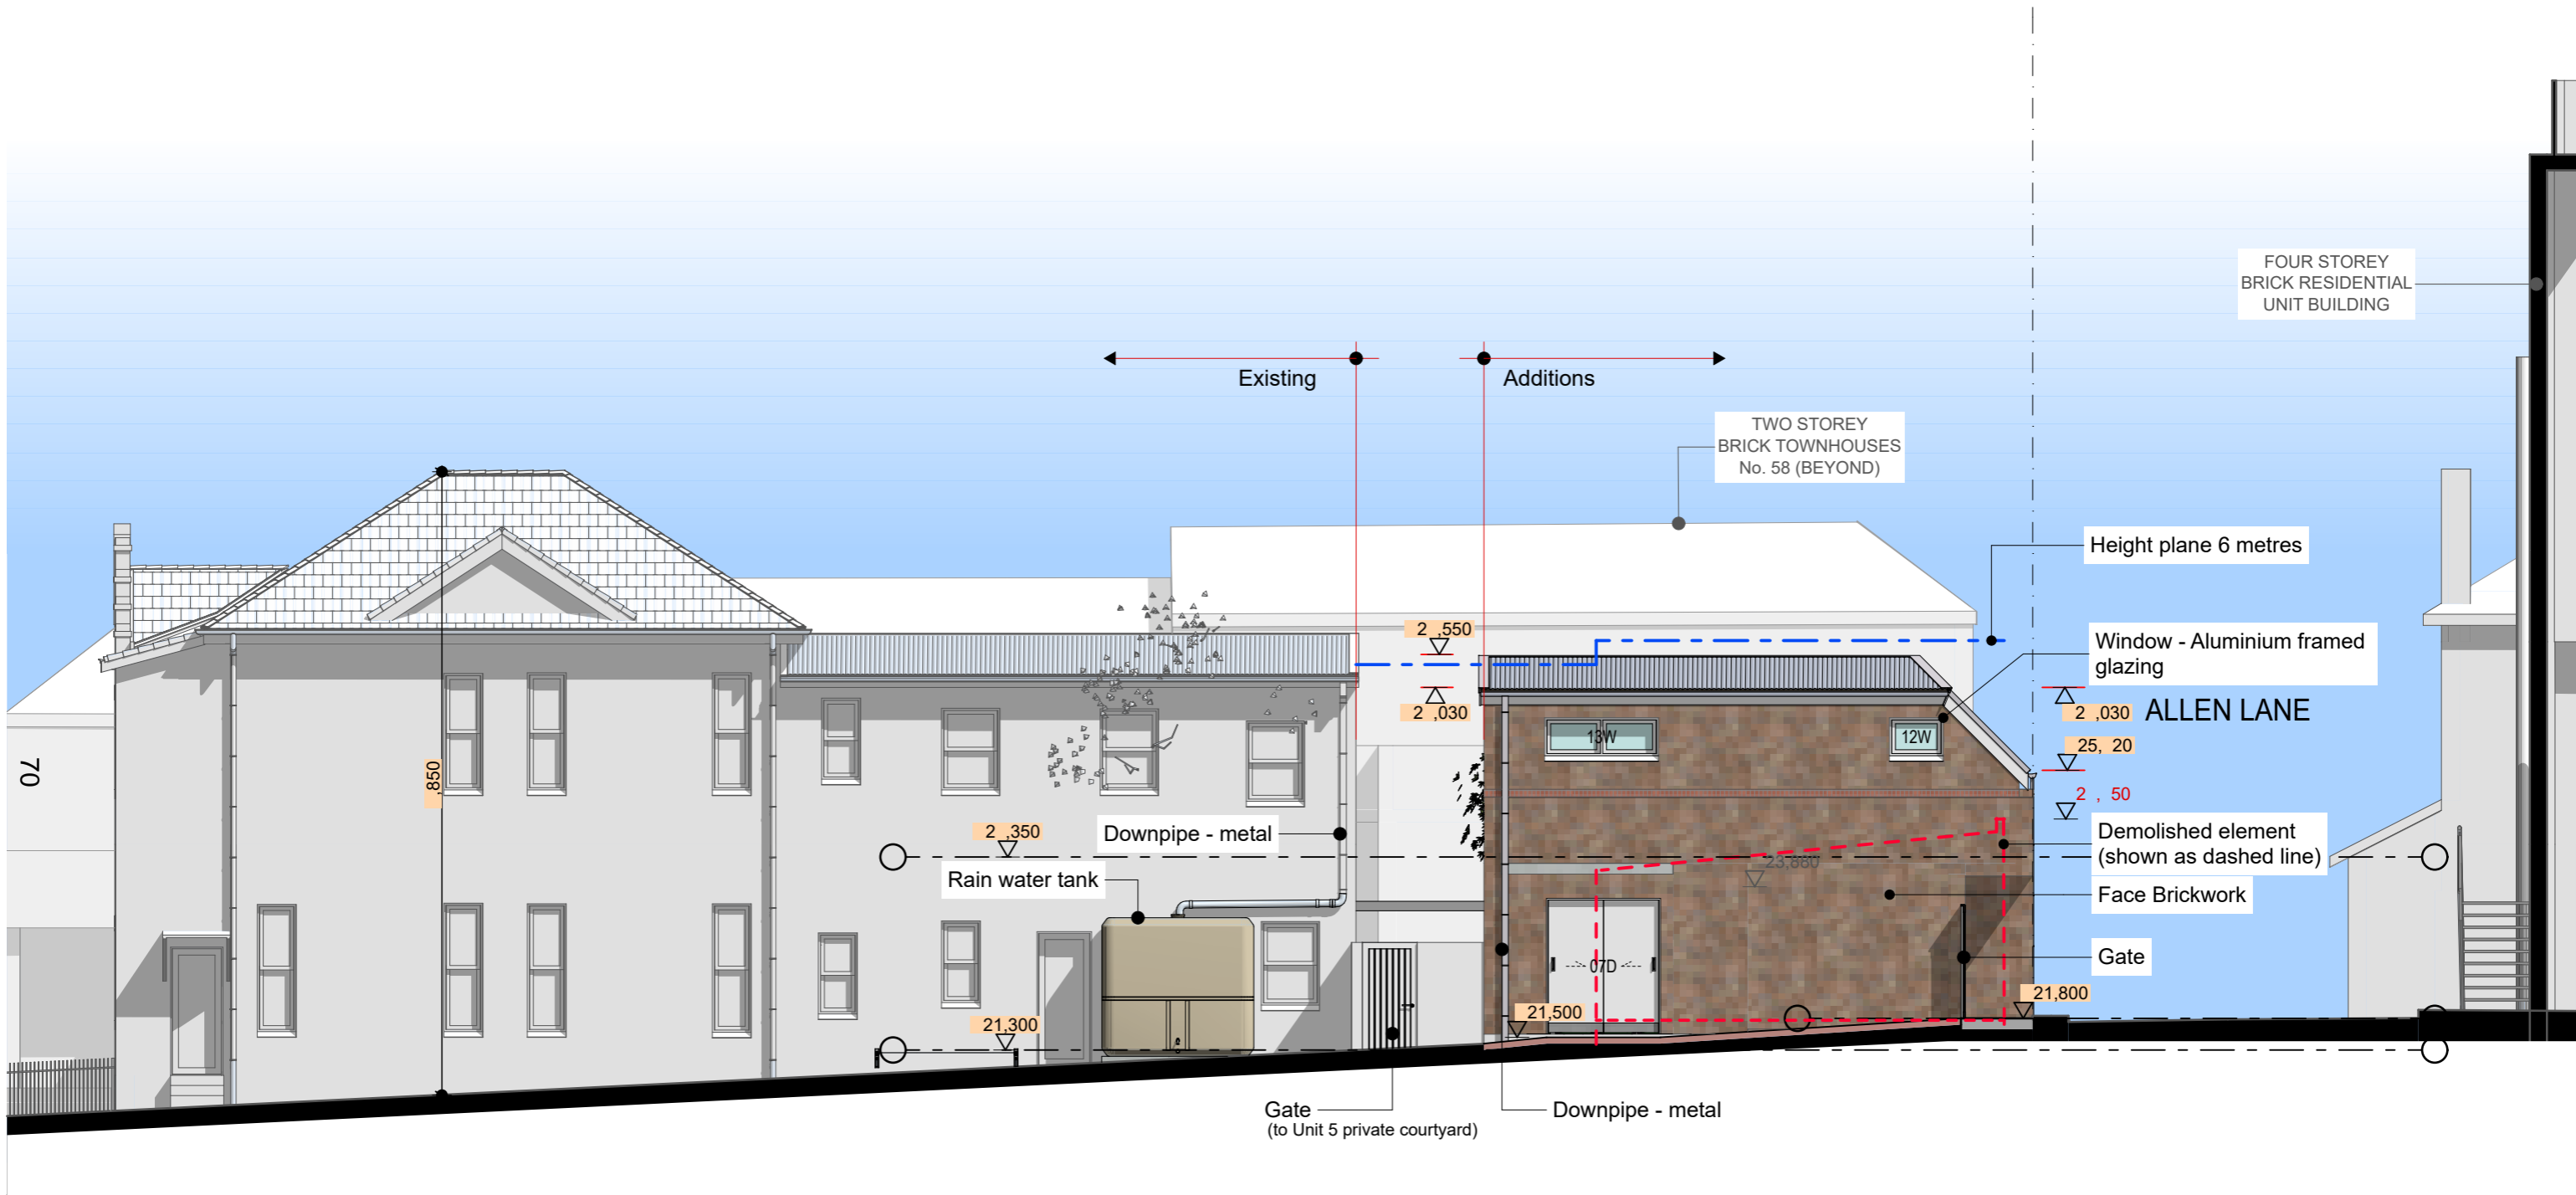 FOUR STOREY
BRICK RESIDENTIAL
UNIT BUILDING
Existing
Additions
TWO STOREY
BRICK TOWNHOUSES
No. 58 (BEYOND)
Height plane 6 metres
2 ,550
Window - Aluminium framed
glazing
2 ,030
2 ,030
ALLEN LANE
13W
12W
25, 20
70
,850
2 , 50
2 ,350
Downpipe - metal
Demolished element
(shown as dashed line)
23,880
Rain water tank
Face Brickwork
Gate
07D
21,800
21,500
21,300
Gate
(to Unit 5 private courtyard)
Downpipe - metal